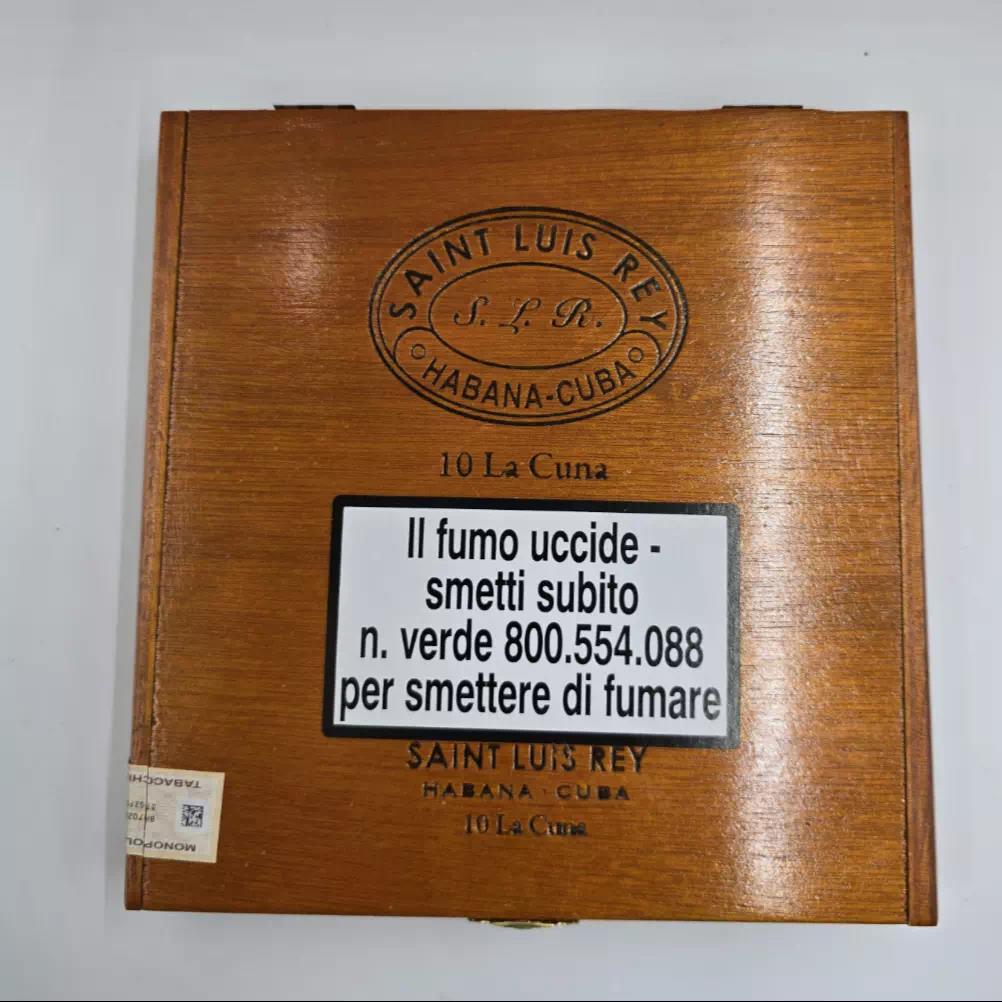 SAINT LUIS REY
S. L. R.
HABANA-CUBA
10 La Cuna
Il fumo uccide -
smetti subito
n. verde 800.554.088
per smettere di fumare
SAINT LUIS REY
HABANA · CUBA
10 La Cuna
TABACCHI
MONOPOL